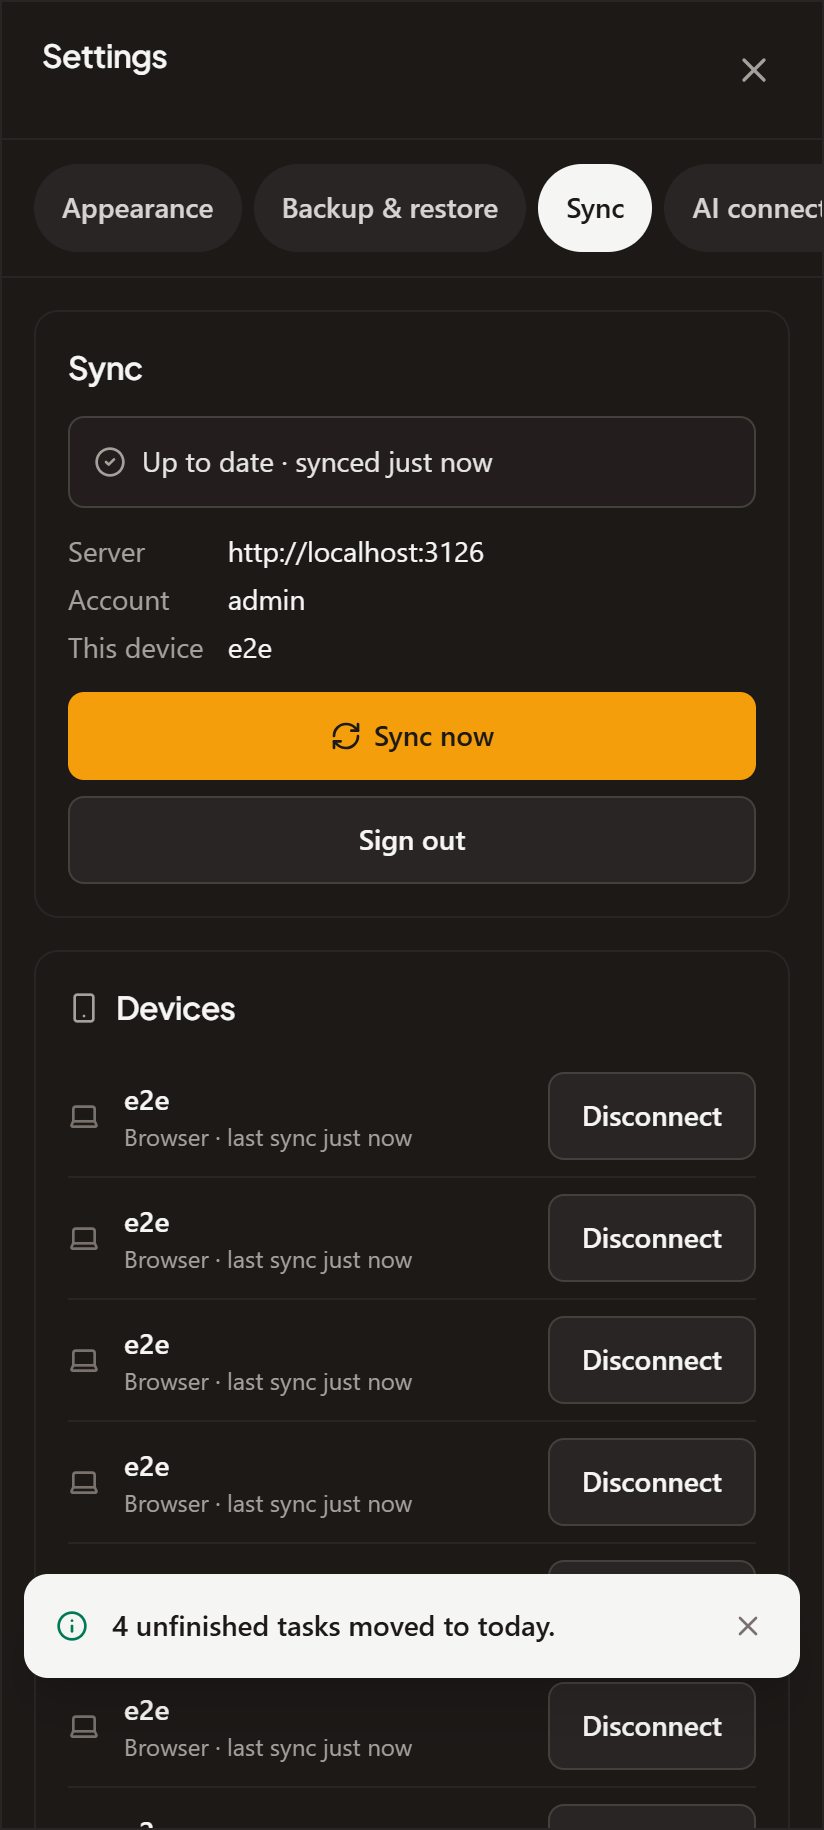 Settings
Appearance
Backup & restore
Sync
AI connect
Sync
Up to date · synced just now
Server http://localhost:3126
Account admin
This device e2e
Sync now
Sign out
Devices
e2e
Browser · last sync just now
Disconnect
e2e
Browser · last sync just now
Disconnect
e2e
Browser · last sync just now
Disconnect
e2e
Browser · last sync just now
Disconnect
4 unfinished tasks moved to today.
e2e
Browser · last sync just now
Disconnect